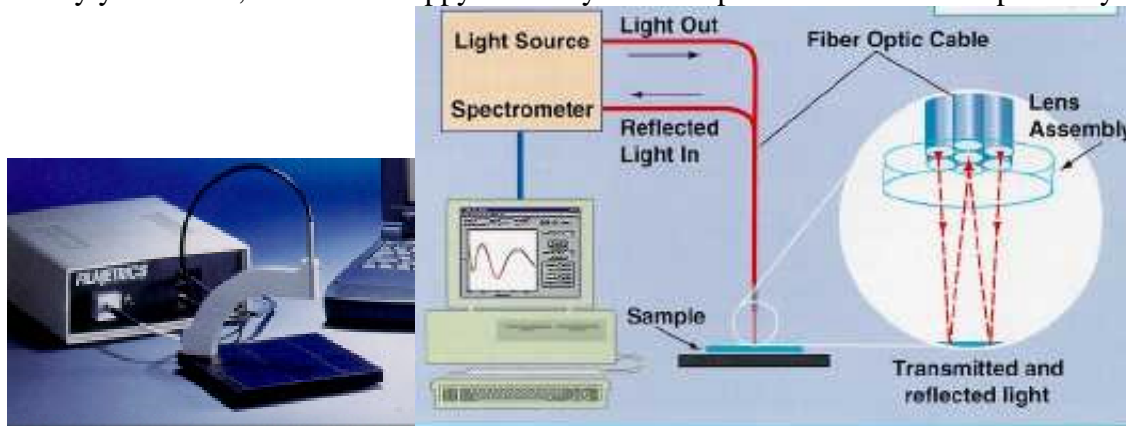 Light Source
Light Out
Fiber Optic Cable
Spectrometer
Reflected
Light In
Lens
Assembly
FILMETRICS
Sample
Transmitted and
reflected light